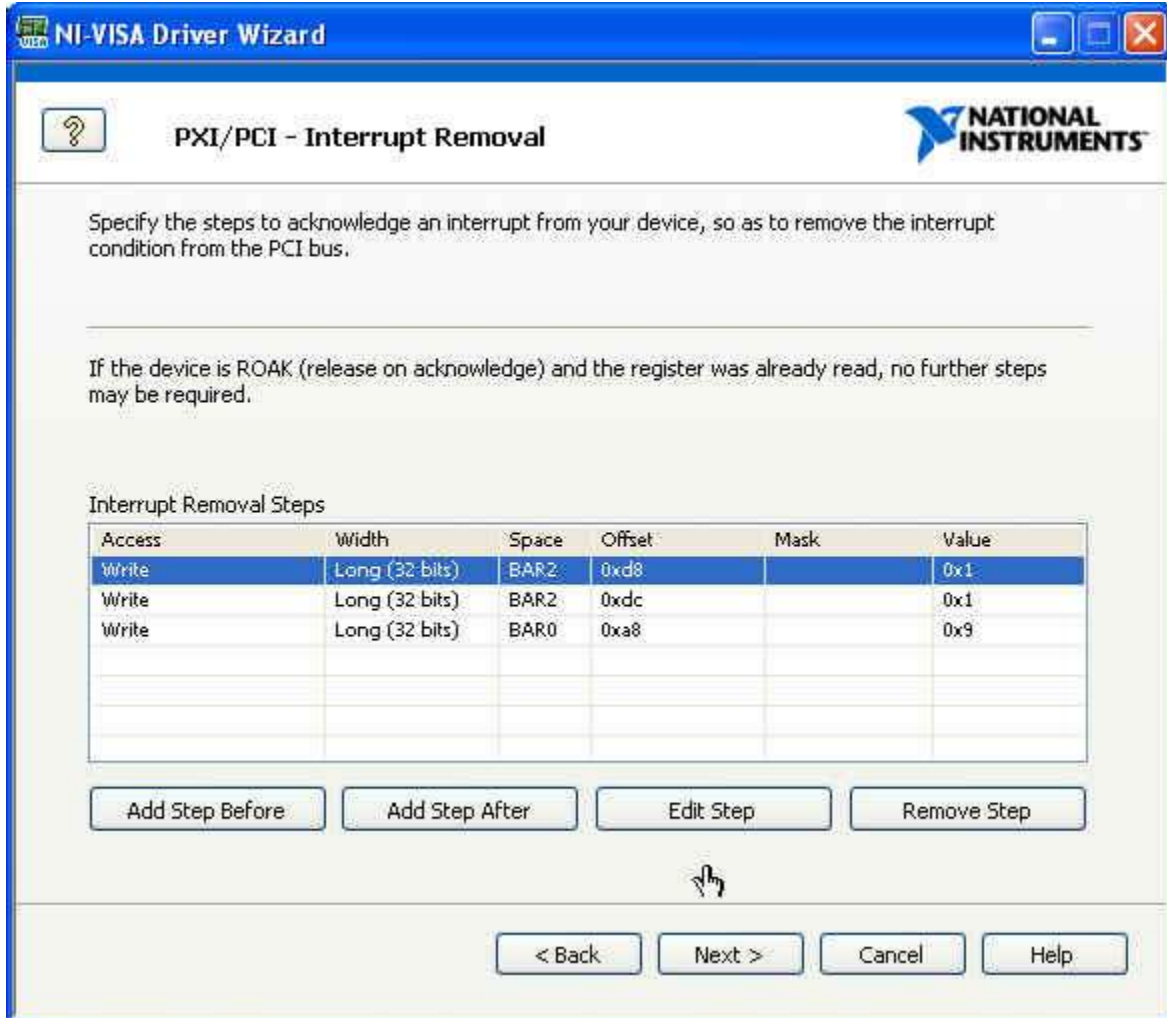 NI-VISA Driver Wizard
?
PXI/PCI - Interrupt Removal
NATIONAL
INSTRUMENTS
Specify the steps to acknowledge an interrupt from your device, so as to remove the interrupt
condition from the PCI bus.
If the device is ROAK (release on acknowledge) and the register was already read, no further steps
may be required.
Interrupt Removal Steps
Access Width Space Offset Mask Value
Write Long (32 bits) BAR2 0xd8 0x1
Write Long (32 bits) BAR2 0xdc 0x1
Write Long (32 bits) BAR0 0xa8 0x9
Add Step Before Add Step After Edit Step Remove Step
< Back Next > Cancel Help